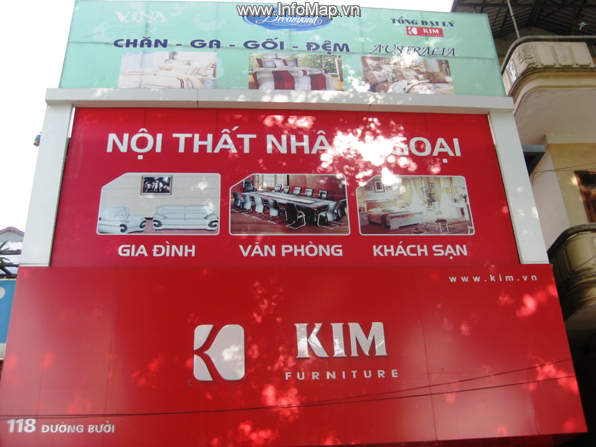 www.InfoMap.vn
Dreamland
TỔNG ĐẠI LÝ
KIM
CHĂN - GA - GỐI - ĐỆM
AUSTRALIA
NỘI THẤT NHẬP NGOẠI
GIA ĐÌNH VĂN PHÒNG KHÁCH SẠN
www.kim.vn
KIM
FURNITURE
118 ĐƯỜNG BƯỞI